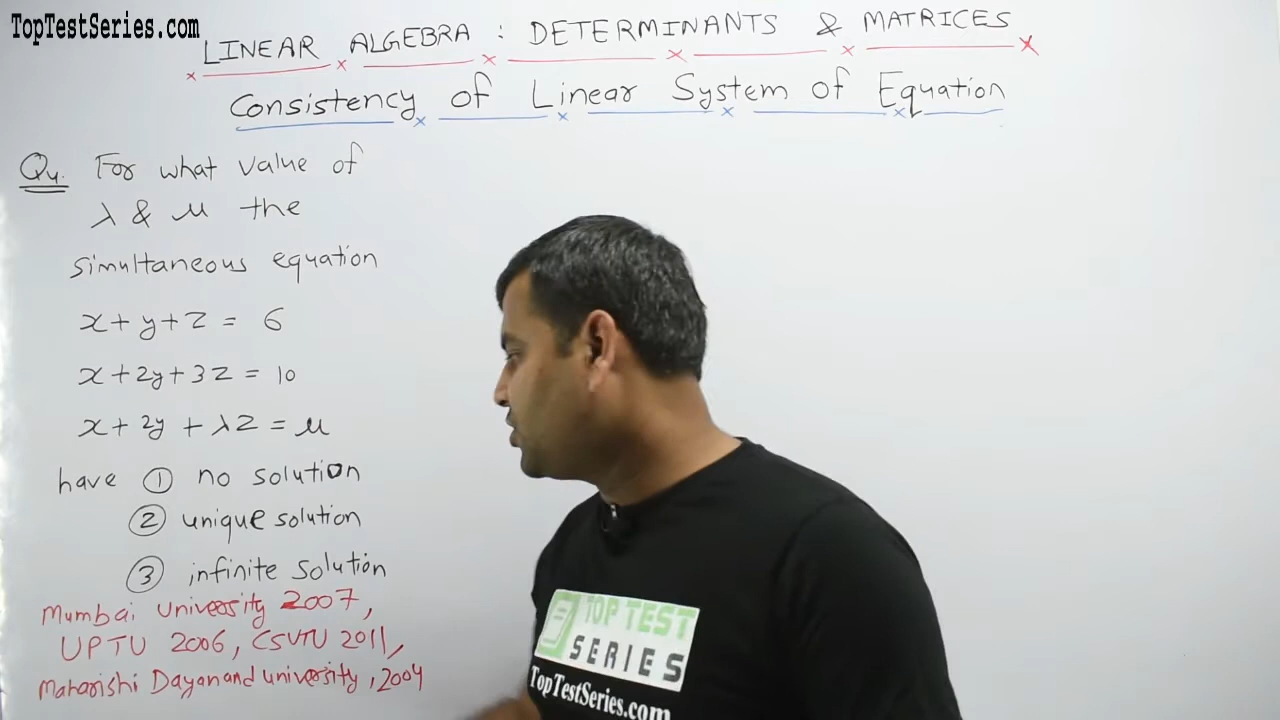 TopTestSeries.com
LINEAR ALGEBRA : DETERMINANTS & MATRICES
Consistency of Linear System of Equation
Q4. For what value of
λ & μ the
simultaneous equation
x + y + z = 6
x + 2y + 3z = 10
x + 2y + λz = μ
have ① no solution
② unique solution
③ infinite solution
Mumbai University 2007,
UPTU 2006, CSVTU 2011,
Maharishi Dayanand university, 2004
TOP TEST
SERIES
TopTestSeries.com